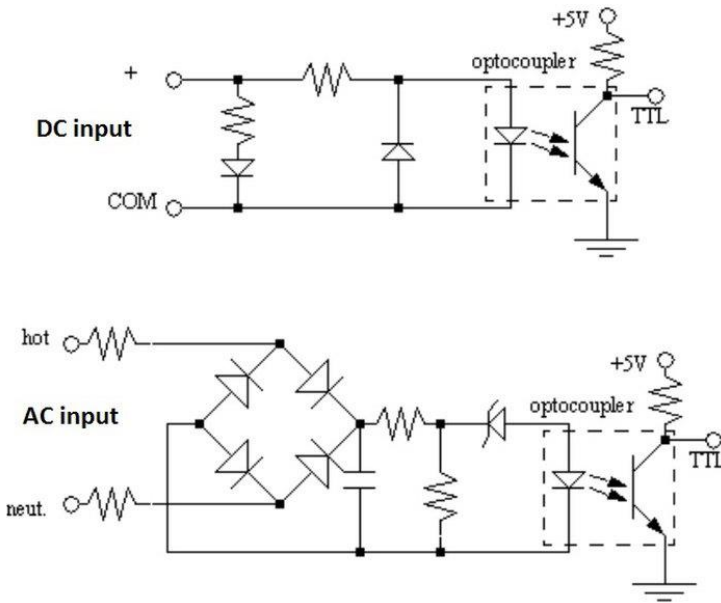 +5V
optocoupler
+
TTL
DC input
COM
hot
+5V
optocoupler
AC input
TTL
neut.